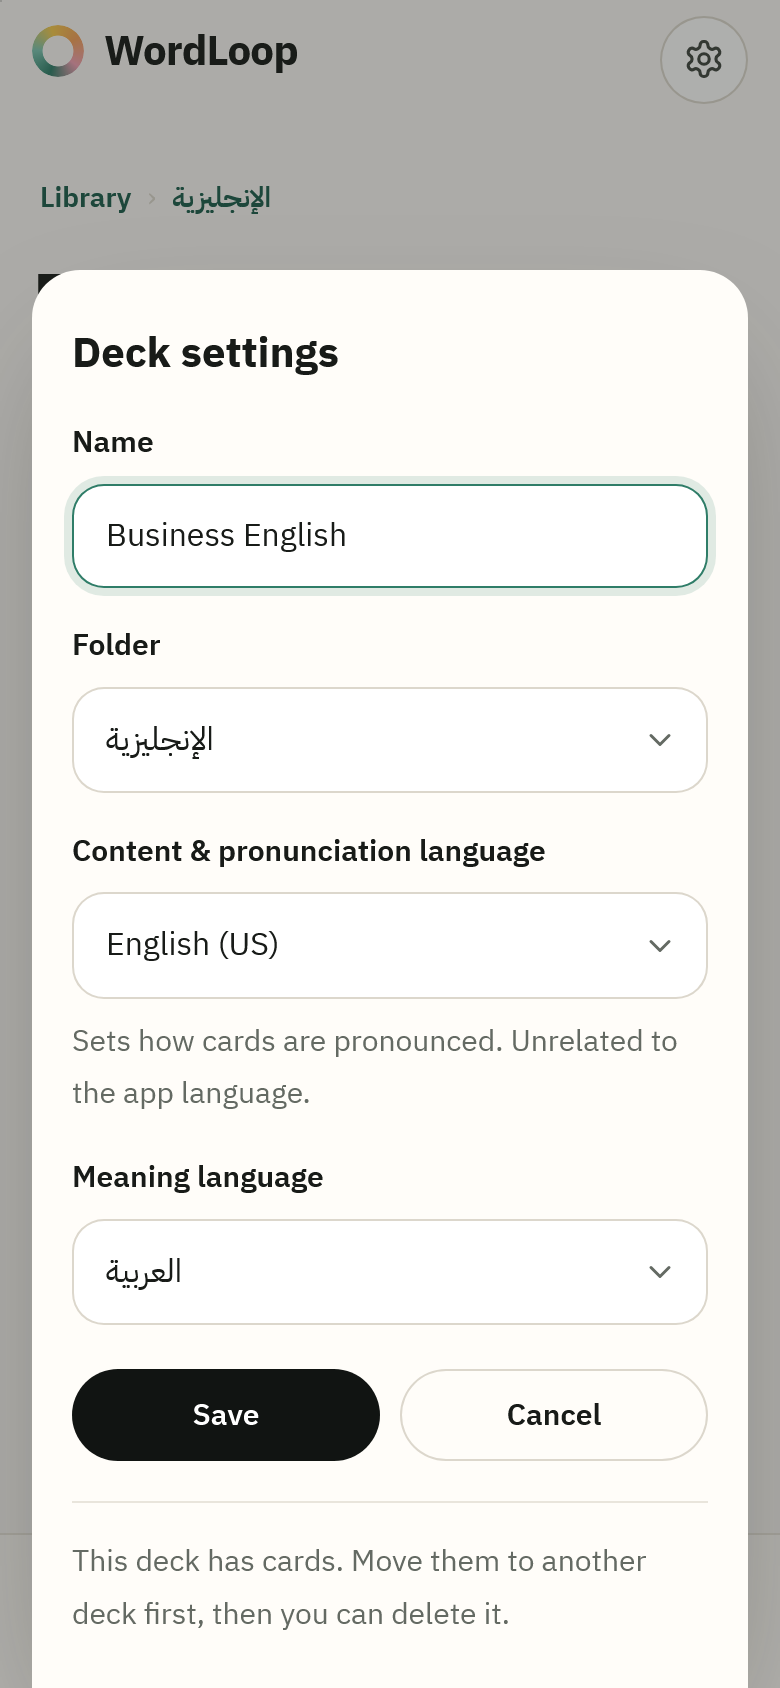 WordLoop
Library › الإنجليزية
Deck settings
Name
Business English
Folder
الإنجليزية
Content & pronunciation language
English (US)
Sets how cards are pronounced. Unrelated to
the app language.
Meaning language
العربية
Save
Cancel
This deck has cards. Move them to another
deck first, then you can delete it.